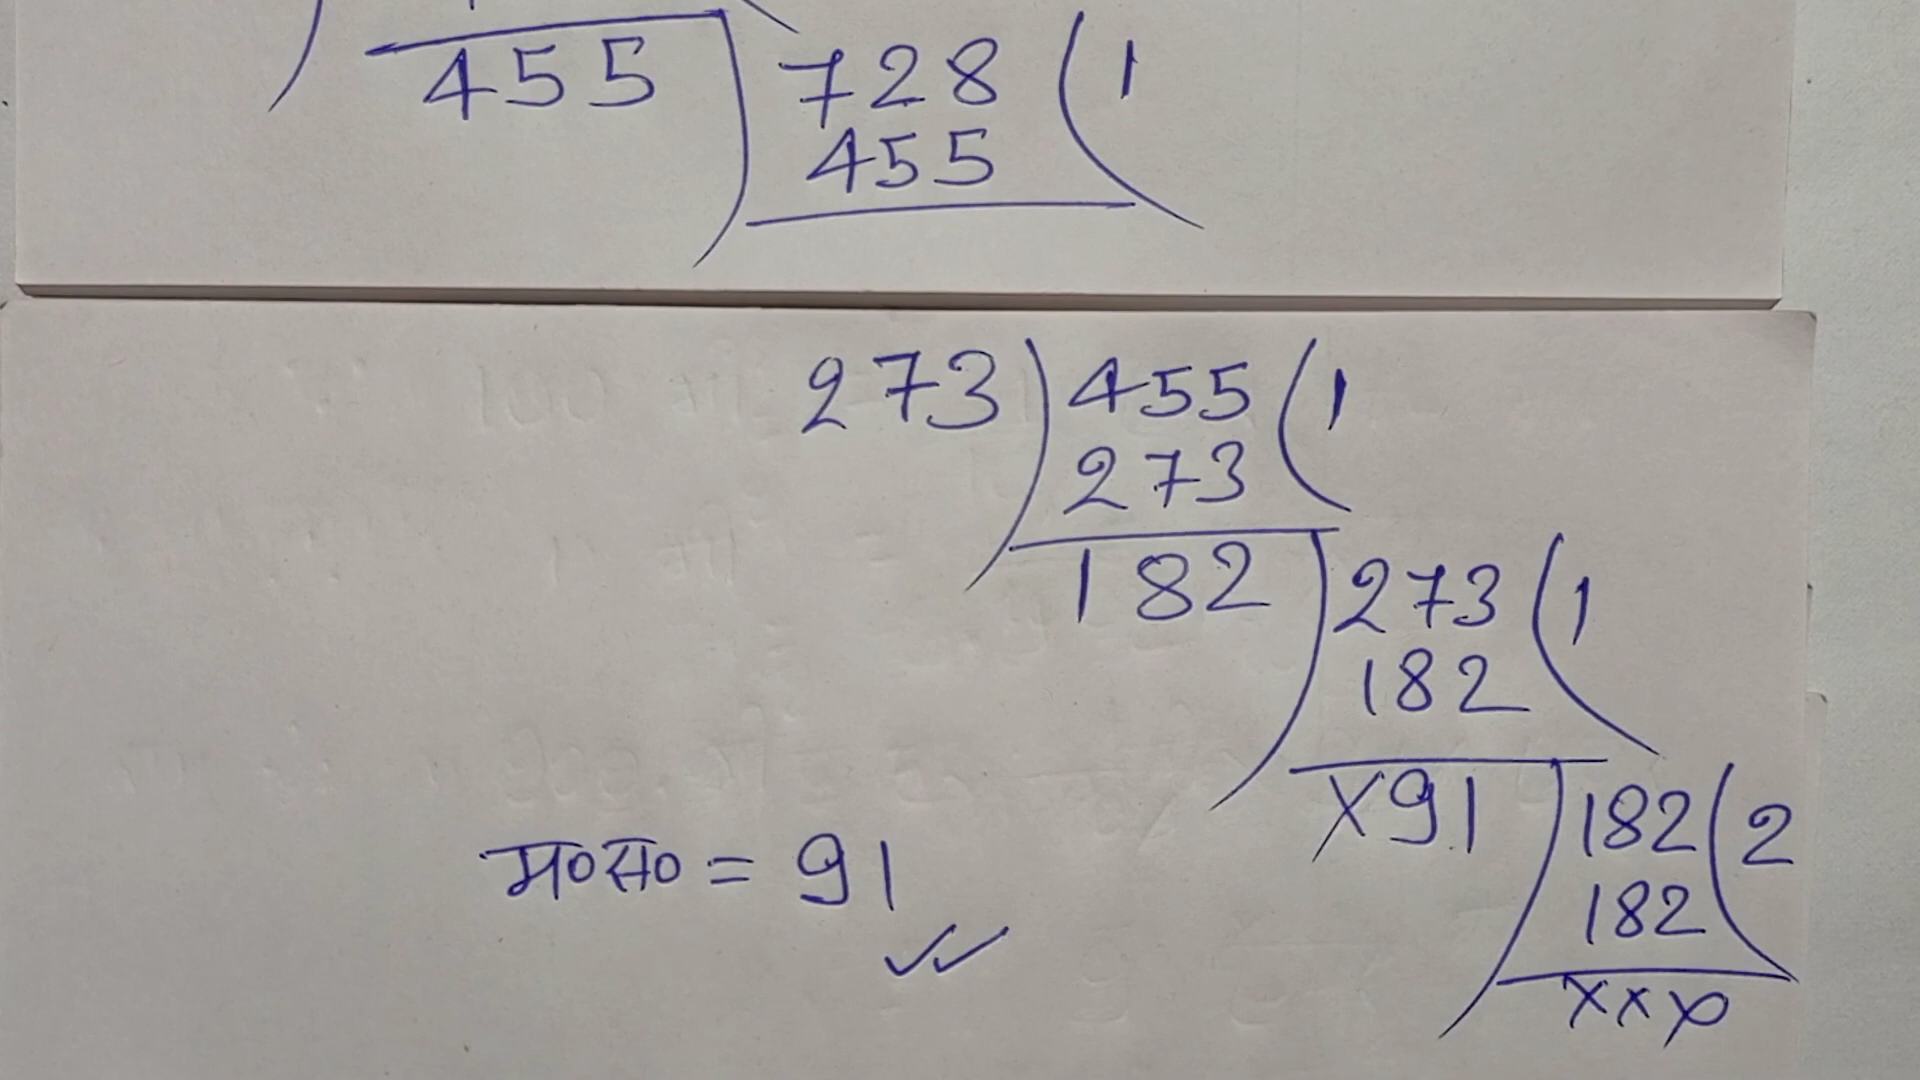 455 ) 728 ( 1
455
273 ) 455 ( 1
273
182 ) 273 ( 1
182
x91 ) 182 ( 2
182
xxx
म०स० = 91